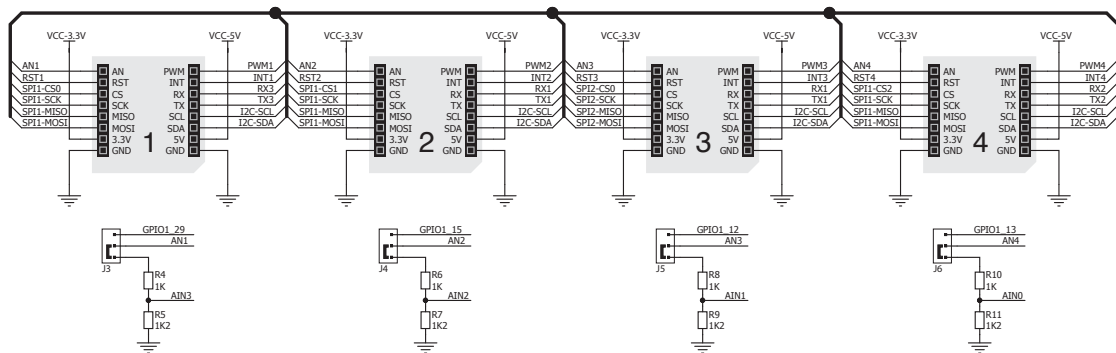 VCC-3.3V VCC-5V VCC-3.3V VCC-5V VCC-3.3V VCC-5V VCC-3.3V VCC-5V
AN1 AN PWM PWM1 AN2 AN PWM PWM2 AN3 AN PWM PWM3 AN4 AN PWM PWM4
RST1 RST INT INT1 RST2 RST INT INT2 RST3 RST INT INT3 RST4 RST INT INT4
SPI1-CS0 CS RX RX3 SPI1-CS1 CS RX RX1 SPI2-CS0 CS RX RX1 SPI1-CS2 CS RX RX2
SPI1-SCK SCK TX TX3 SPI1-SCK SCK TX TX1 SPI2-SCK SCK TX TX1 SPI1-SCK SCK TX TX2
SPI1-MISO MISO SCL I2C-SCL SPI1-MISO MISO SCL I2C-SCL SPI2-MISO MISO SCL I2C-SCL SPI1-MISO MISO SCL I2C-SCL
SPI1-MOSI MOSI SDA I2C-SDA SPI1-MOSI MOSI SDA I2C-SDA SPI2-MOSI MOSI SDA I2C-SDA SPI1-MOSI MOSI SDA I2C-SDA
3.3V 1 5V 3.3V 2 5V 3.3V 3 5V 3.3V 4 5V
GND GND GND GND GND GND GND GND
GPIO1_29 GPIO1_15 GPIO1_12 GPIO1_13
AN1 AN2 AN3 AN4
J3 J4 J5 J6
R4 R6 R8 R10
1K 1K 1K 1K
AIN3 AIN2 AIN1 AIN0
R5 R7 R9 R11
1K2 1K2 1K2 1K2